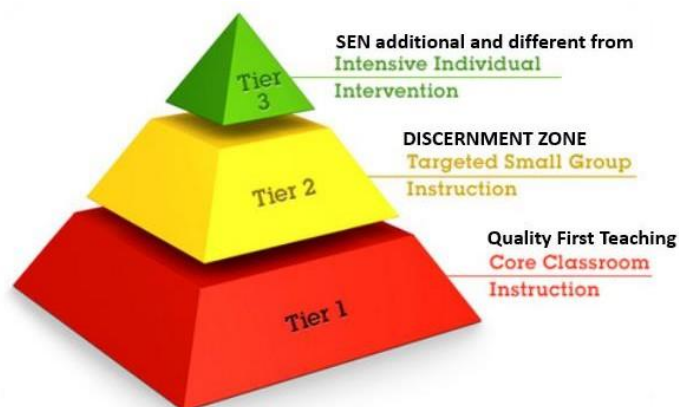 SEN additional and different from
Intensive Individual
Intervention
Tier
3
DISCERNMENT ZONE
Targeted Small Group
Instruction
Tier 2
Quality First Teaching
Core Classroom
Instruction
Tier 1